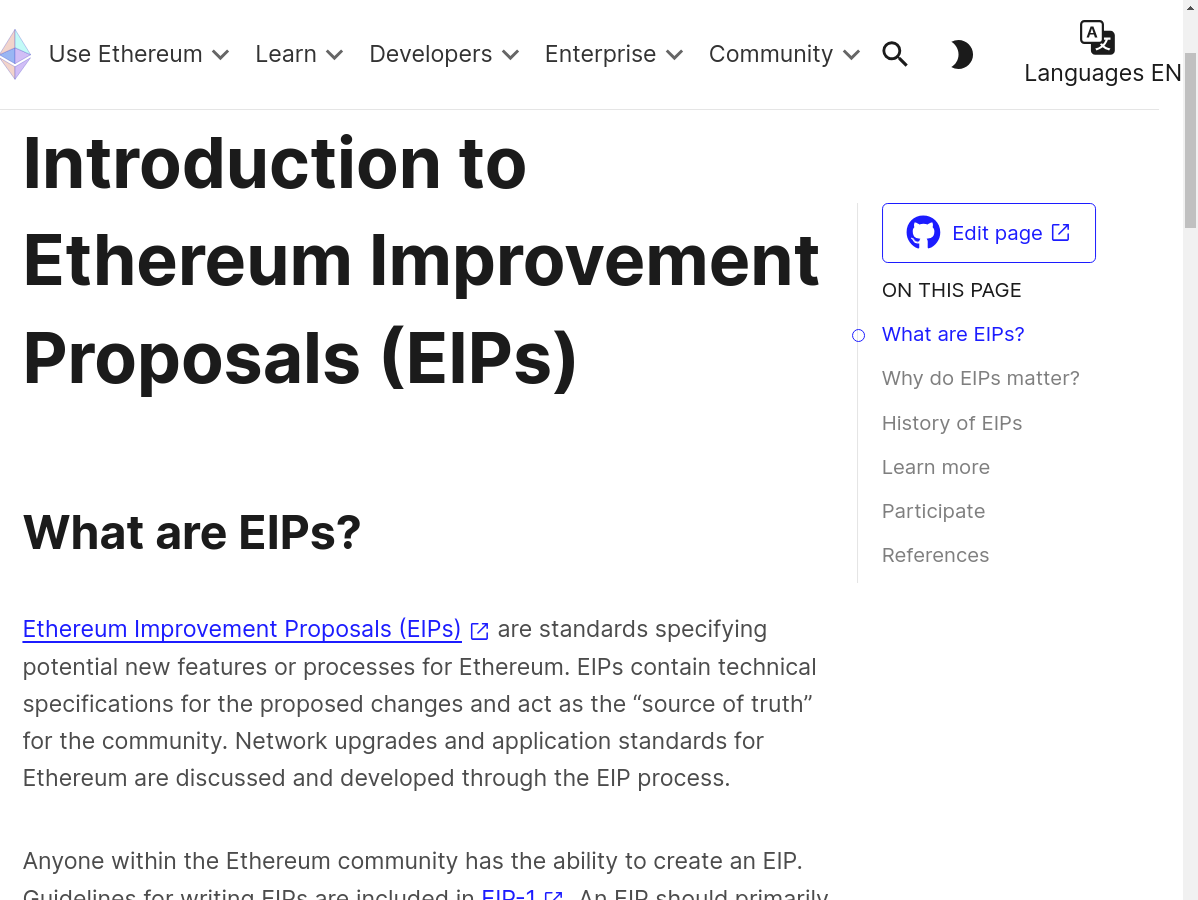 Use Ethereum Learn Developers Enterprise Community Languages EN
Introduction to
Ethereum Improvement
Proposals (EIPs)
Edit page
ON THIS PAGE
What are EIPs?
Why do EIPs matter?
History of EIPs
Learn more
Participate
References
What are EIPs?
Ethereum Improvement Proposals (EIPs) are standards specifying
potential new features or processes for Ethereum. EIPs contain technical
specifications for the proposed changes and act as the “source of truth”
for the community. Network upgrades and application standards for
Ethereum are discussed and developed through the EIP process.
Anyone within the Ethereum community has the ability to create an EIP.
Guidelines for writing EIPs are included in EIP-1 . An EIP should primarily